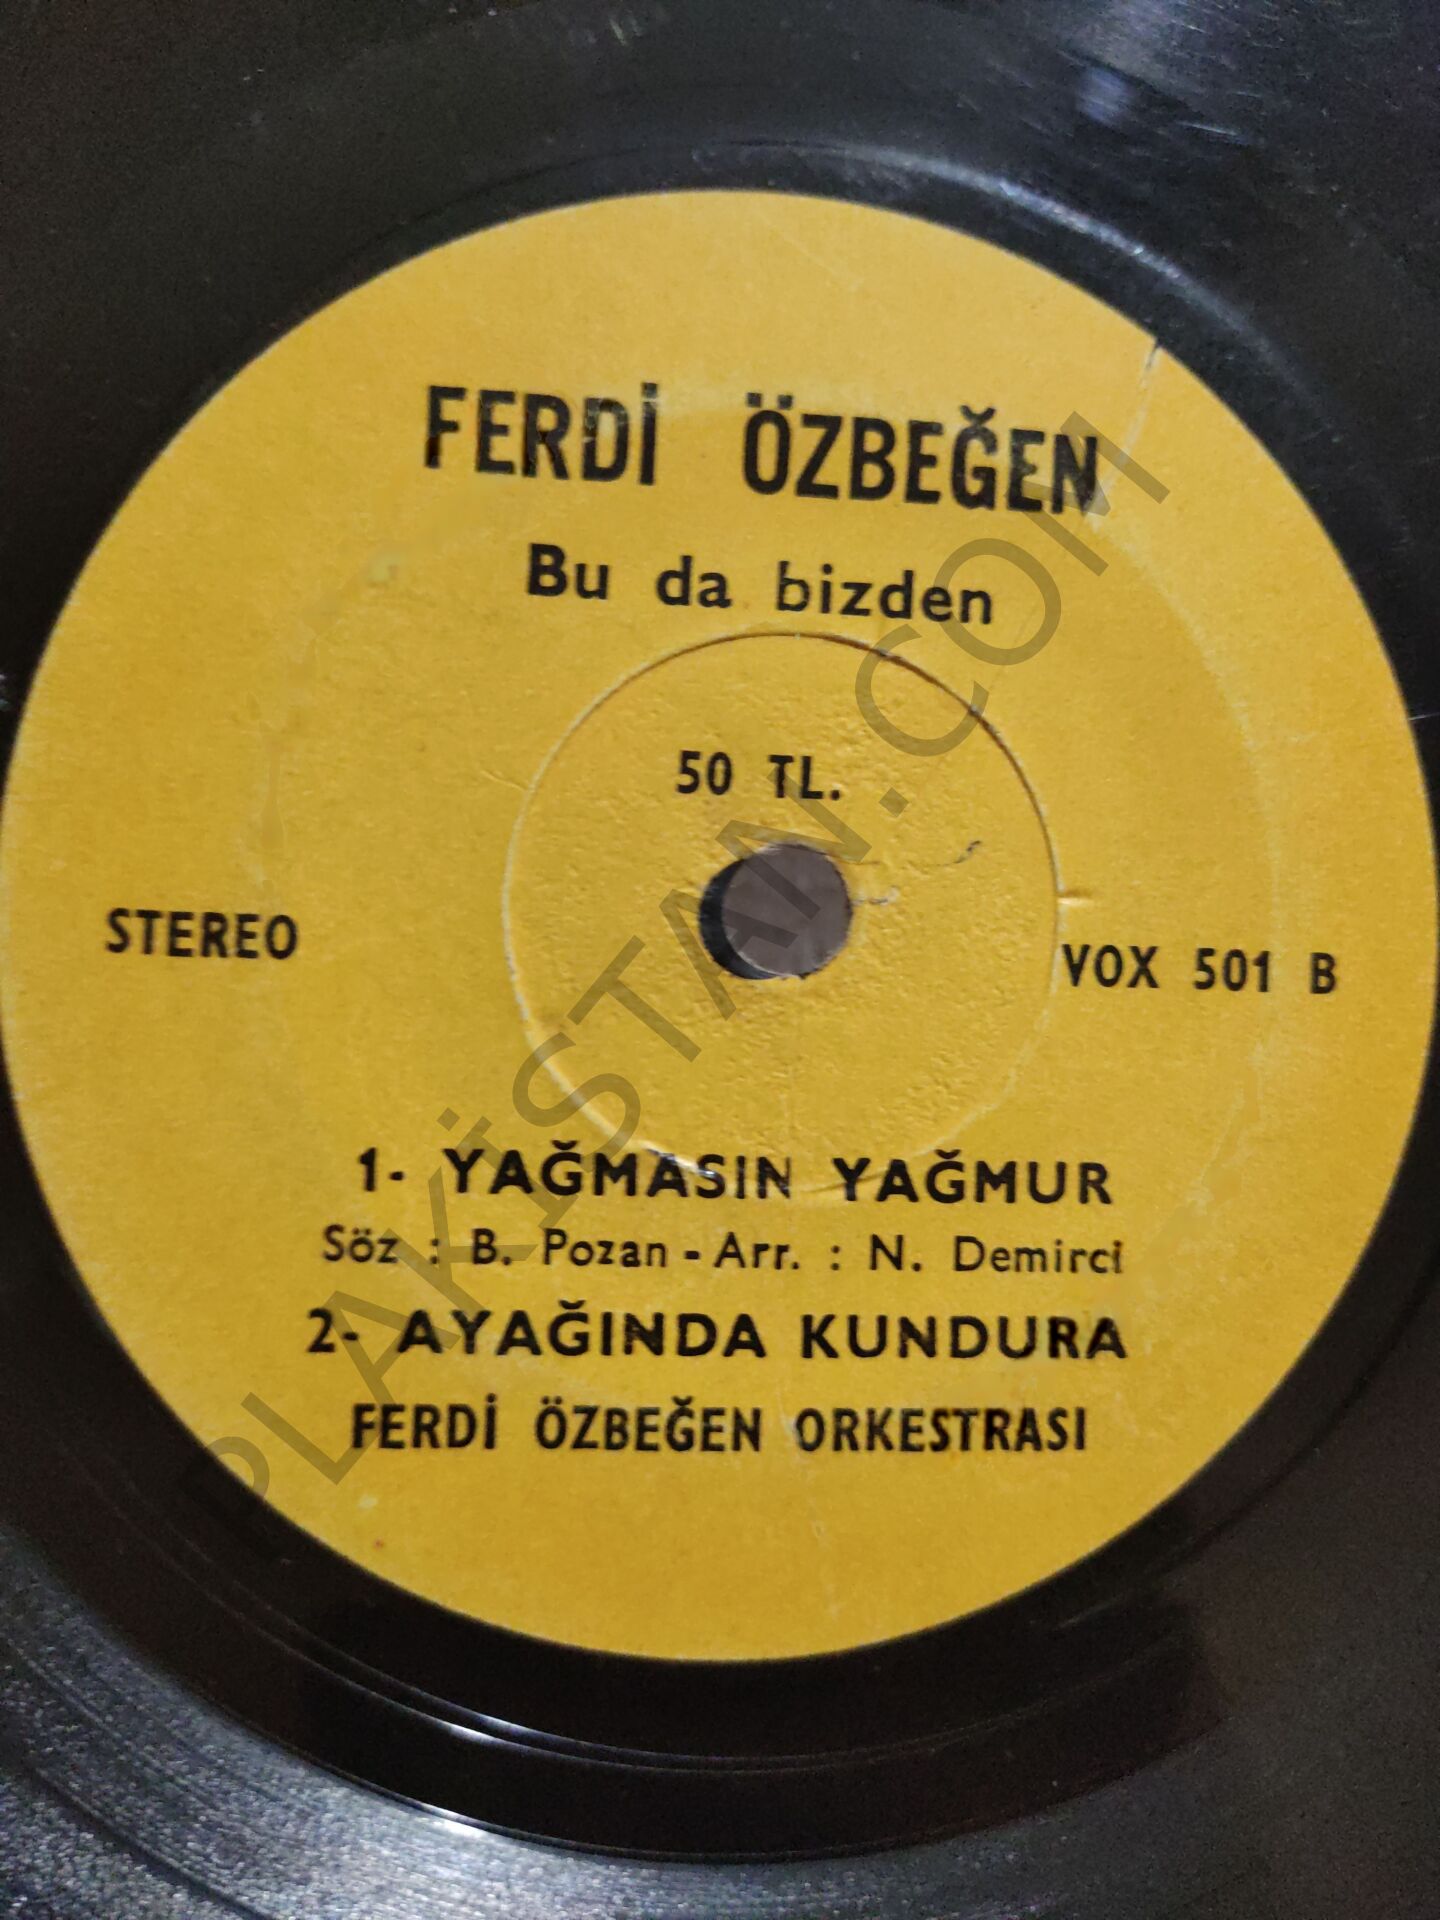 FERDİ ÖZBEĞEN
Bu da bizden
50 TL.
STEREO
VOX 501 B
1- YAĞMASIN YAĞMUR
Söz : B. Pozan - Arr. : N. Demirci
2- AYAĞINDA KUNDURA
FERDİ ÖZBEĞEN ORKESTRASI
PLAKİSTAN.COM